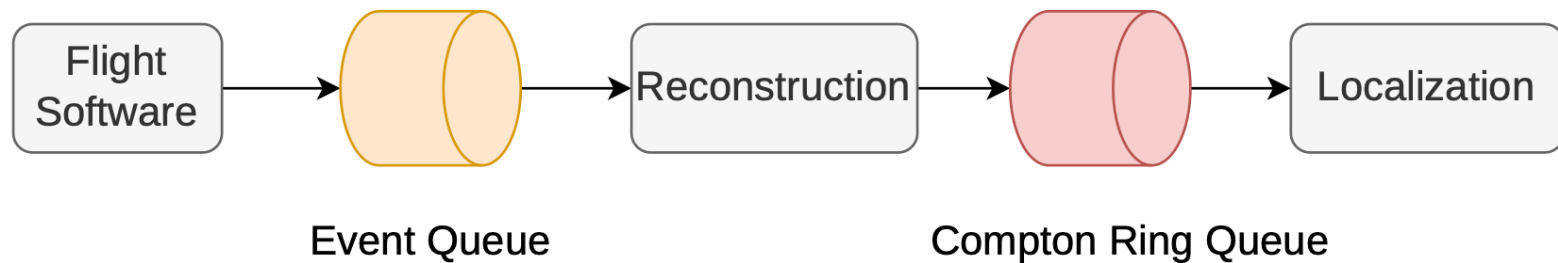 Flight
Software
Reconstruction
Localization
Event Queue
Compton Ring Queue